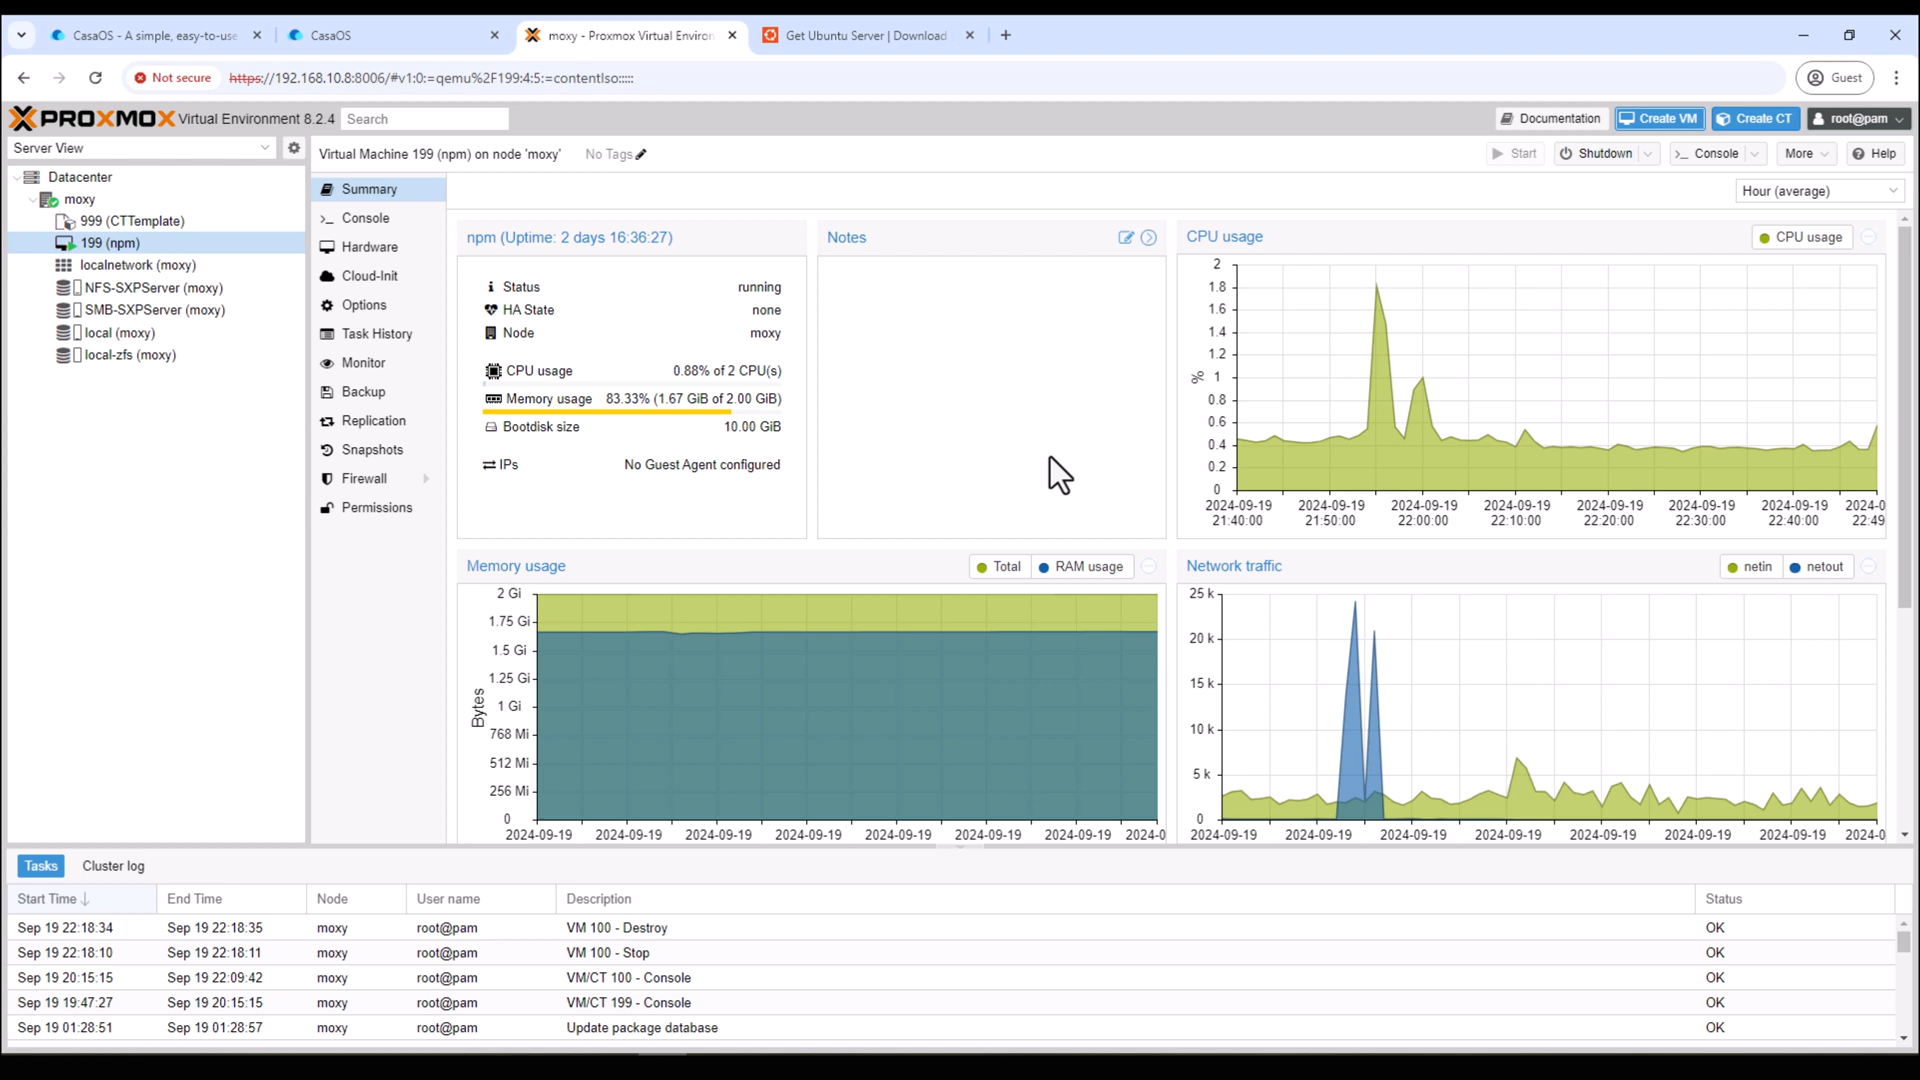 CasaOS - A simple, easy-to-use
CasaOS
moxy - Proxmox Virtual Environ
Get Ubuntu Server | Download
Not secure
https://192.168.10.8:8006/#v1:0:=qemu%2F199:4:5:=contentIso:::::
Guest
PROXMOX Virtual Environment 8.2.4
Search
Documentation
Create VM
Create CT
root@pam
Server View
Virtual Machine 199 (npm) on node 'moxy'
No Tags
Start
Shutdown
Console
More
Help
Datacenter
moxy
999 (CTTemplate)
199 (npm)
localnetwork (moxy)
NFS-SXPServer (moxy)
SMB-SXPServer (moxy)
local (moxy)
local-zfs (moxy)
Summary
Console
Hardware
Cloud-Init
Options
Task History
Monitor
Backup
Replication
Snapshots
Firewall
Permissions
Hour (average)
npm (Uptime: 2 days 16:36:27)
Status running
HA State none
Node moxy
CPU usage 0.88% of 2 CPU(s)
Memory usage 83.33% (1.67 GiB of 2.00 GiB)
Bootdisk size 10.00 GiB
IPs No Guest Agent configured
Notes
CPU usage
CPU usage
2
1.8
1.6
1.4
1.2
1
0.8
0.6
0.4
0.2
0
%
2024-09-19 2024-09-19 2024-09-19 2024-09-19 2024-09-19 2024-09-19 2024-09-19 2024-0
21:40:00 21:50:00 22:00:00 22:10:00 22:20:00 22:30:00 22:40:00 22:49
Memory usage
Total
RAM usage
2 Gi
1.75 Gi
1.5 Gi
1.25 Gi
1 Gi
768 Mi
512 Mi
256 Mi
0
Bytes
2024-09-19 2024-09-19 2024-09-19 2024-09-19 2024-09-19 2024-09-19 2024-09-19 2024-0
Network traffic
netin
netout
25 k
20 k
15 k
10 k
5 k
0
2024-09-19 2024-09-19 2024-09-19 2024-09-19 2024-09-19 2024-09-19 2024-09-19 2024-0
Tasks
Cluster log
Start Time End Time Node User name Description Status
Sep 19 22:18:34 Sep 19 22:18:35 moxy root@pam VM 100 - Destroy OK
Sep 19 22:18:10 Sep 19 22:18:11 moxy root@pam VM 100 - Stop OK
Sep 19 20:15:15 Sep 19 22:09:42 moxy root@pam VM/CT 100 - Console OK
Sep 19 19:47:27 Sep 19 20:15:15 moxy root@pam VM/CT 199 - Console OK
Sep 19 01:28:51 Sep 19 01:28:57 moxy root@pam Update package database OK